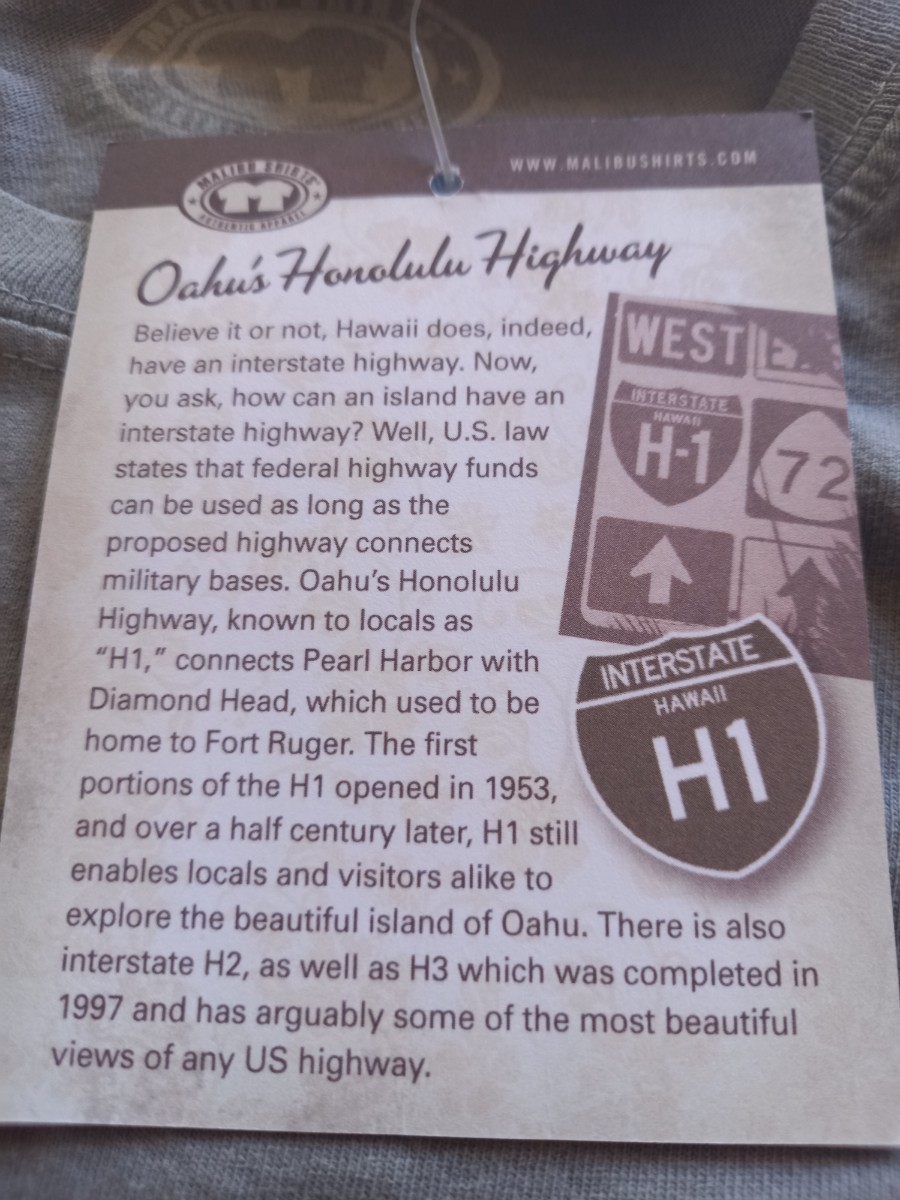 MALIBU SHIRTS
AUTHENTIC APPAREL
WWW.MALIBUSHIRTS.COM
Oahu's Honolulu Highway
Believe it or not, Hawaii does, indeed,
have an interstate highway. Now,
you ask, how can an island have an
interstate highway? Well, U.S. law
states that federal highway funds
can be used as long as the
proposed highway connects
military bases. Oahu's Honolulu
Highway, known to locals as
“H1,” connects Pearl Harbor with
Diamond Head, which used to be
home to Fort Ruger. The first
portions of the H1 opened in 1953,
and over a half century later, H1 still
enables locals and visitors alike to
explore the beautiful island of Oahu. There is also
interstate H2, as well as H3 which was completed in
1997 and has arguably some of the most beautiful
views of any US highway.
WEST
INTERSTATE
HAWAII
H-1
72
INTERSTATE
HAWAII
H1